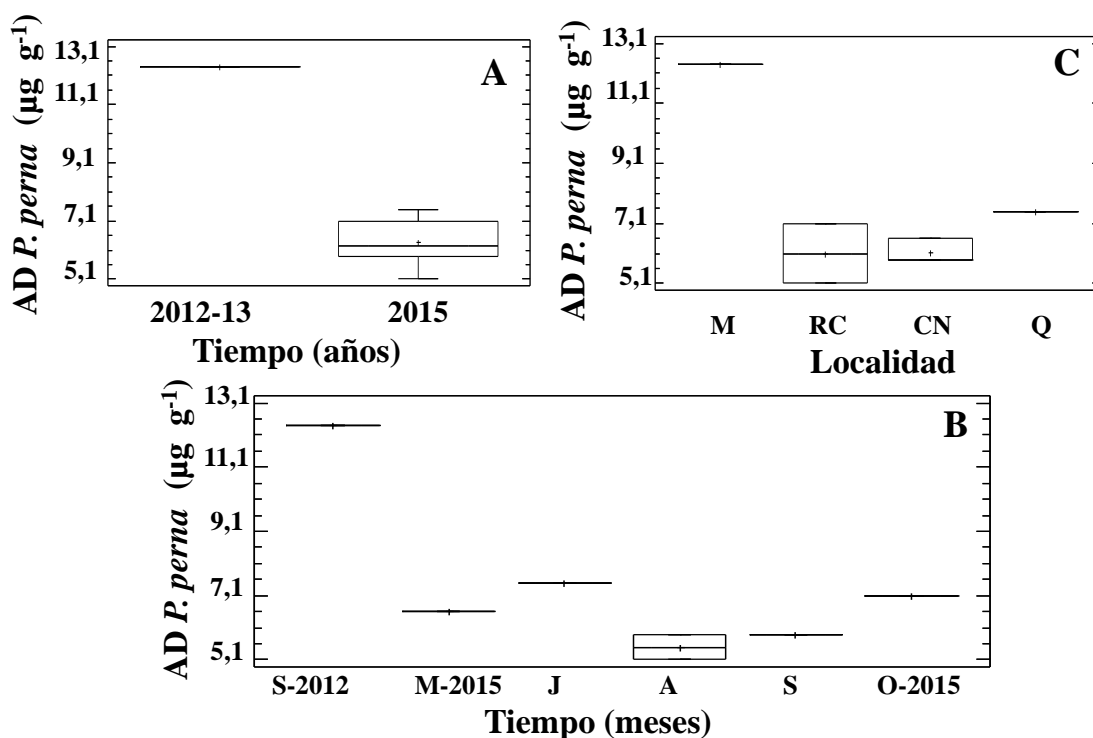 A
AD P. perna (µg g-1)
13,1
11,1
9,1
7,1
5,1
2012-13 2015
Tiempo (años)
C
AD P. perna (µg g-1)
13,1
11,1
9,1
7,1
5,1
M RC CN Q
Localidad
B
AD P. perna (µg g-1)
13,1
11,1
9,1
7,1
5,1
S-2012 M-2015 J A S O-2015
Tiempo (meses)